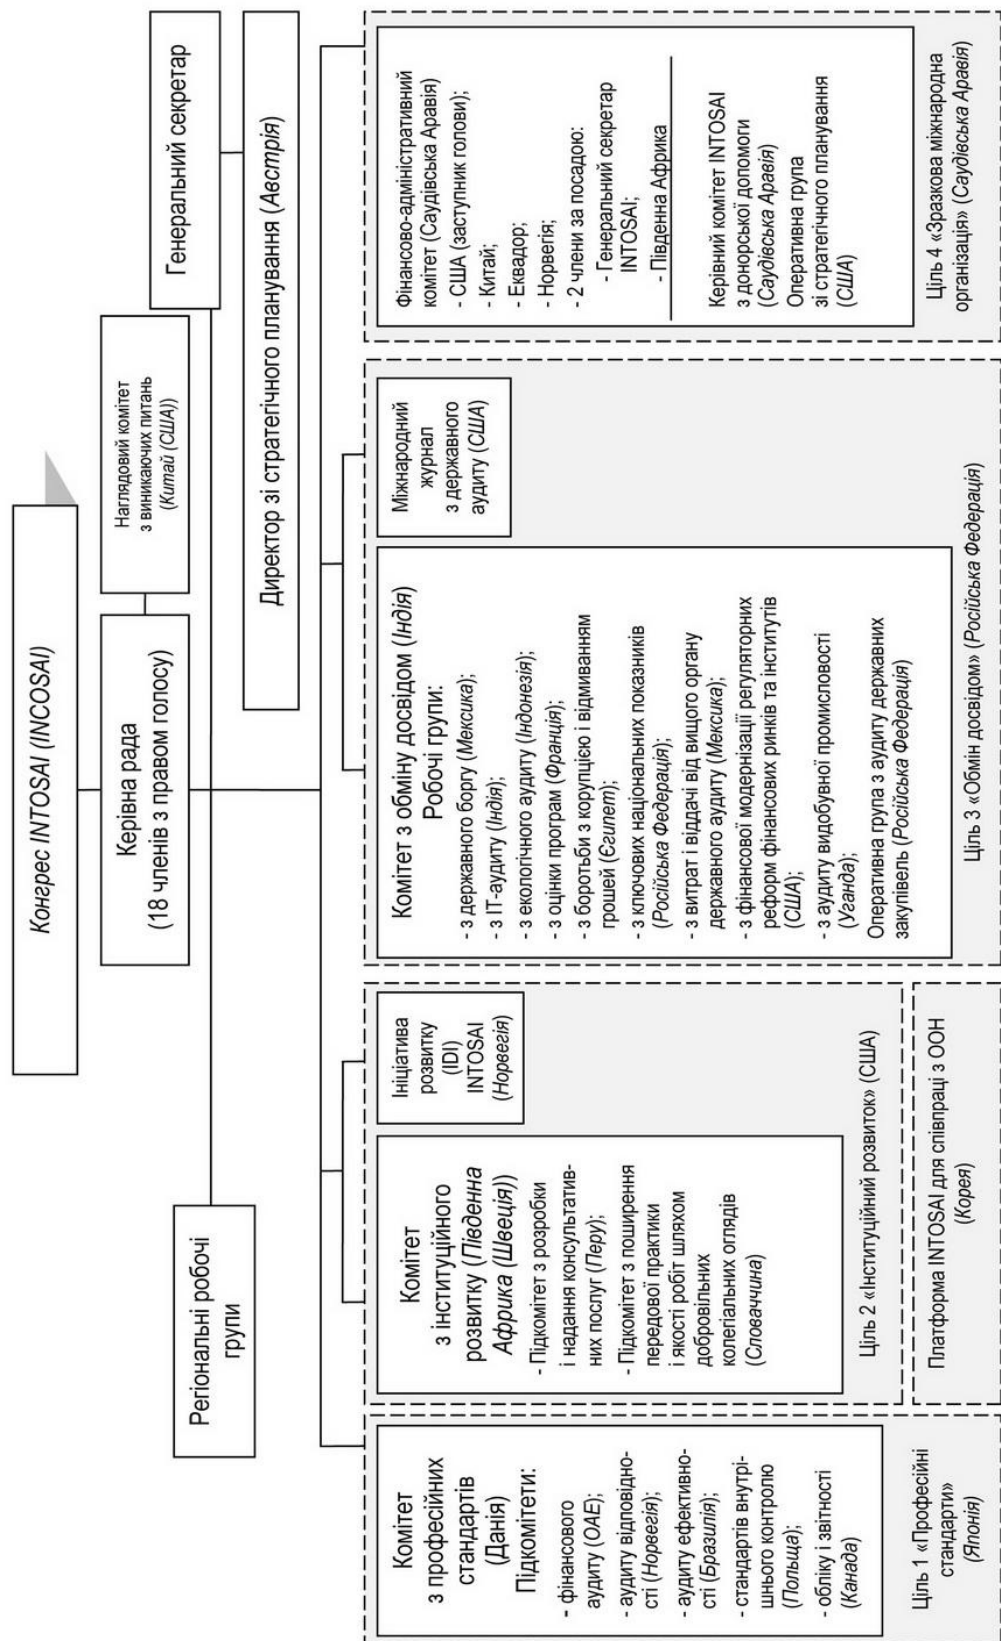 Конгрес INTOSAI (INCOSAI)
Керівна рада
(18 членів з правом голосу)
Наглядовий комітет
з виникаючих питань
(Китай (США))
Генеральний секретар
Регіональні робочі
групи
Директор зі стратегічного планування (Австрія)
Комітет
з професійних
стандартів
(Данія)
Підкомітети:
- фінансового
аудиту (ОАЕ);
- аудиту відповідно-
сті (Норвегія);
- аудиту ефективно-
сті (Бразилія);
- стандартів внутрі-
шнього контролю
(Польща);
- обліку і звітності
(Канада)
Ціль 1 «Професійні
стандарти»
(Японія)
Комітет
з інституційного
розвитку (Південна
Африка (Швеція))
- Підкомітет з розробки
і надання консультатив-
них послуг (Перу);
- Підкомітет з поширення
передової практики
і якості робіт шляхом
добровільних
колегіальних оглядів
(Словаччина)
Ініціатива
розвитку
(IDI)
INTOSAI
(Норвегія)
Ціль 2 «Інституційний розвиток» (США)
Платформа INTOSAI для співпраці з ООН
(Корея)
Комітет з обміну досвідом (Індія)
Робочі групи:
- з державного боргу (Мексика);
- з ІТ-аудиту (Індія);
- з екологічного аудиту (Індонезія);
- з оцінки програм (Франція);
- з боротьби з корупцією і відмиванням
грошей (Єгипет);
- з ключових національних показників
(Російська Федерація);
- з витрат і віддачі від вищого органу
державного аудиту (Мексика);
- з фінансової модернізації регуляторних
реформ фінансових ринків та інститутів
(США);
- з аудиту видобувної промисловості
(Уганда);
Оперативна група з аудиту державних
закупівель (Російська Федерація)
Міжнародний
журнал
з державного
аудиту (США)
Ціль 3 «Обмін досвідом» (Російська Федерація)
Фінансово-адміністративний
комітет (Саудівська Аравія)
- США (заступник голови);
- Китай;
- Еквадор;
- Норвегія;
- 2 члени за посадою:
- Генеральний секретар
INTOSAI;
- Південна Африка
Керівний комітет INTOSAI
з донорської допомоги
(Саудівська Аравія)
Оперативна група
зі стратегічного планування
(США)
Ціль 4 «Зразкова міжнародна
організація» (Саудівська Аравія)